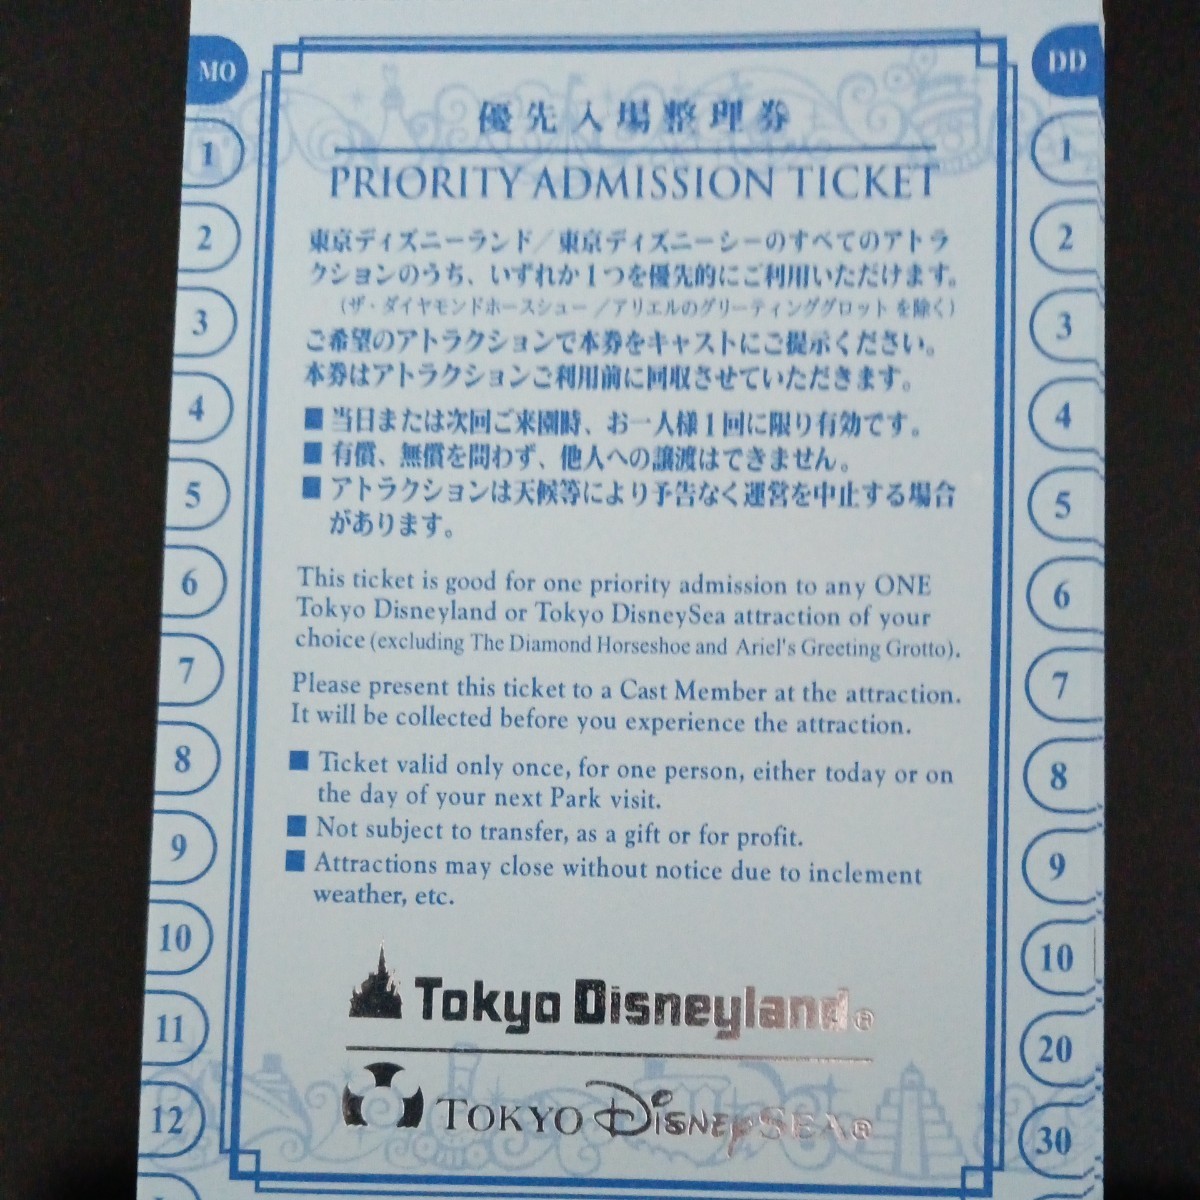 MO
1
2
3
4
5
6
7
8
9
10
11
12
優先入場整理券
PRIORITY ADMISSION TICKET
東京ディズニーランド／東京ディズニーシーのすべてのアトラ
クションのうち、いずれか1つを優先的にご利用いただけます。
（ザ・ダイヤモンドホースシュー／アリエルのグリーティンググロット を除く）
ご希望のアトラクションで本券をキャストにご提示ください。
本券はアトラクションご利用前に回収させていただきます。
■ 当日または次回ご来園時、お一人様1回に限り有効です。
■ 有償、無償を問わず、他人への譲渡はできません。
■ アトラクションは天候等により予告なく運営を中止する場合
があります。
This ticket is good for one priority admission to any ONE
Tokyo Disneyland or Tokyo DisneySea attraction of your
choice (excluding The Diamond Horseshoe and Ariel's Greeting Grotto).
Please present this ticket to a Cast Member at the attraction.
It will be collected before you experience the attraction.
■ Ticket valid only once, for one person, either today or on
the day of your next Park visit.
■ Not subject to transfer, as a gift or for profit.
■ Attractions may close without notice due to inclement
weather, etc.
Tokyo Disneyland®
TOKYO DISNEYSEA®
DD
1
2
3
4
5
6
7
8
9
10
20
30